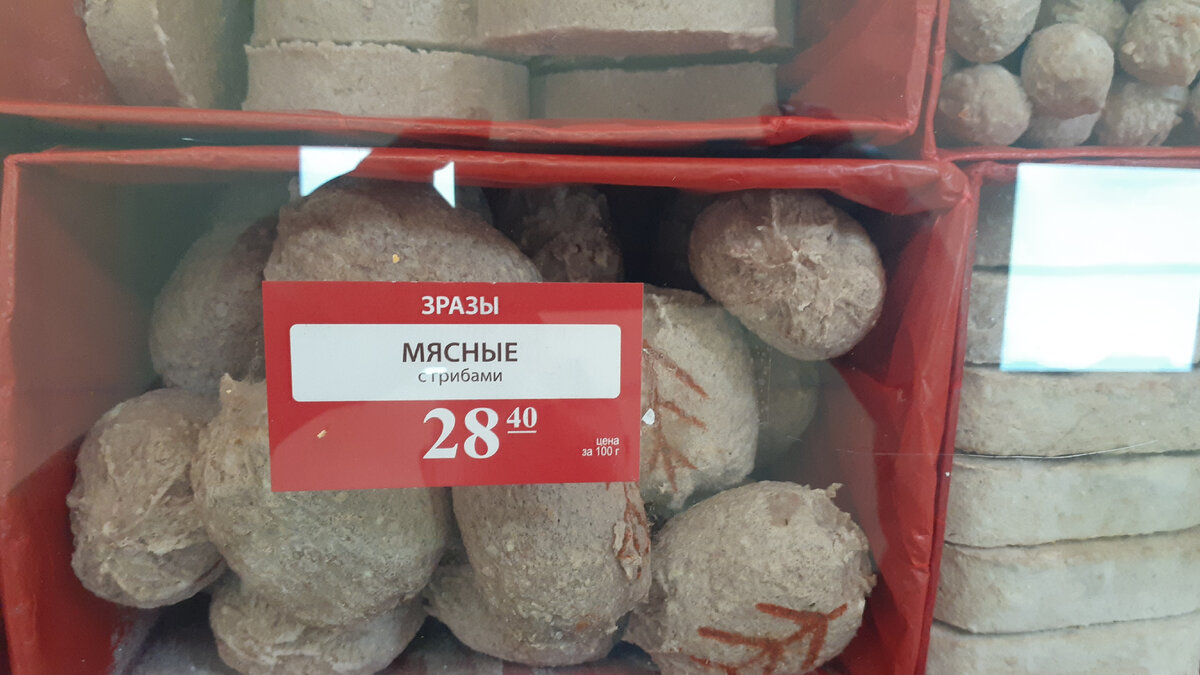 ЗРАЗЫ
МЯСНЫЕ
с грибами
28 40
цена
за 100 г